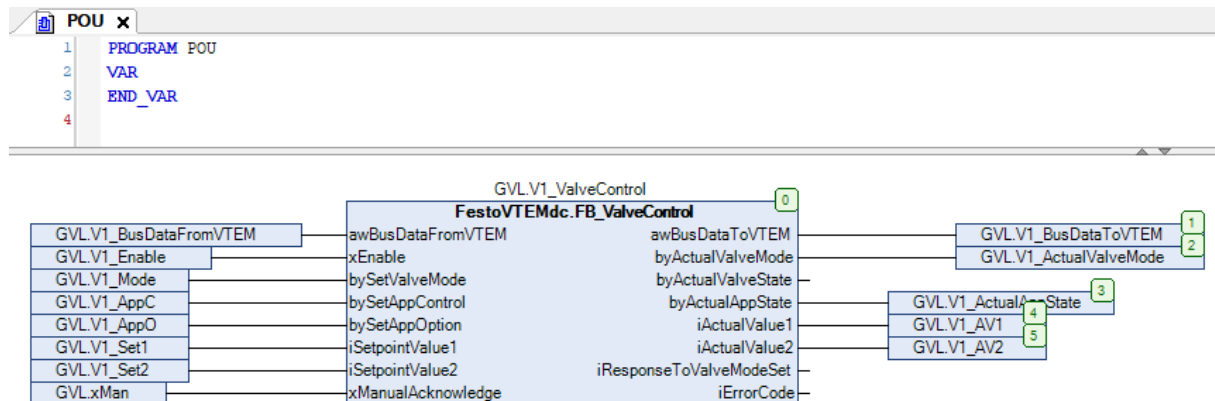 POU x
1 PROGRAM POU
2 VAR
3 END_VAR
4
GVL.V1_ValveControl
0
FestoVTEMdc.FB_ValveControl
GVL.V1_BusDataFromVTEM awBusDataFromVTEM awBusDataToVTEM GVL.V1_BusDataToVTEM 1
GVL.V1_Enable xEnable byActualValveMode GVL.V1_ActualValveMode 2
GVL.V1_Mode bySetValveMode byActualValveState
GVL.V1_AppC bySetAppControl byActualAppState GVL.V1_ActualAppState 3
GVL.V1_AppO bySetAppOption iActualValue1 GVL.V1_AV1 4
GVL.V1_Set1 iSetpointValue1 iActualValue2 GVL.V1_AV2 5
GVL.V1_Set2 iSetpointValue2 iResponseToValveModeSet
GVL.xMan xManualAcknowledge iErrorCode